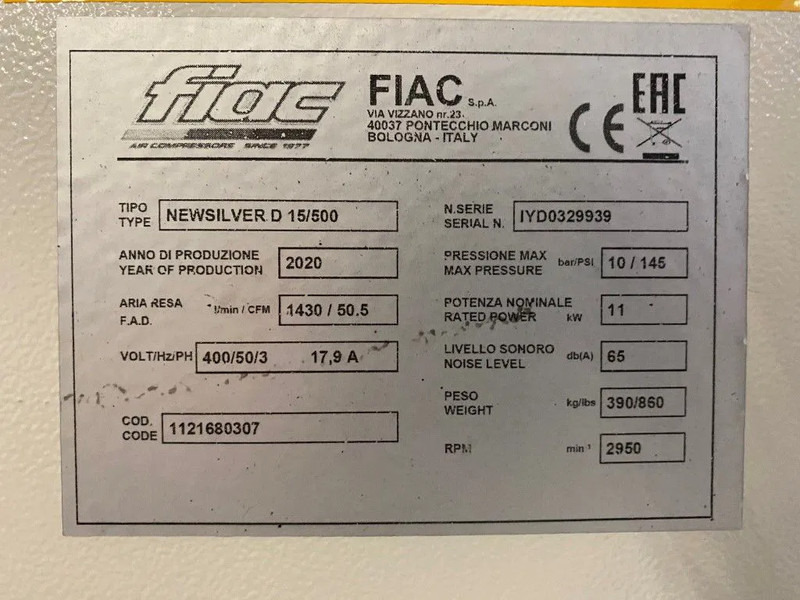 fiac
AIR COMPRESSORS SINCE 1977
FIAC S.p.A.
VIA VIZZANO nr.23
40037 PONTECCHIO MARCONI
BOLOGNA - ITALY
CE
EAC
TIPO
TYPE
NEWSILVER D 15/500
ANNO DI PRODUZIONE
YEAR OF PRODUCTION
2020
ARIA RESA
F.A.D.
l/min / CFM
1430 / 50.5
VOLT/Hz/PH
400/50/3 17,9 A
COD.
CODE
1121680307
N.SERIE
SERIAL N.
IYD0329939
PRESSIONE MAX
MAX PRESSURE
bar/PSI
10 / 145
POTENZA NOMINALE
RATED POWER
kW
11
LIVELLO SONORO
NOISE LEVEL
db(A)
65
PESO
WEIGHT
kg/lbs
390/860
RPM
min⁻¹
2950